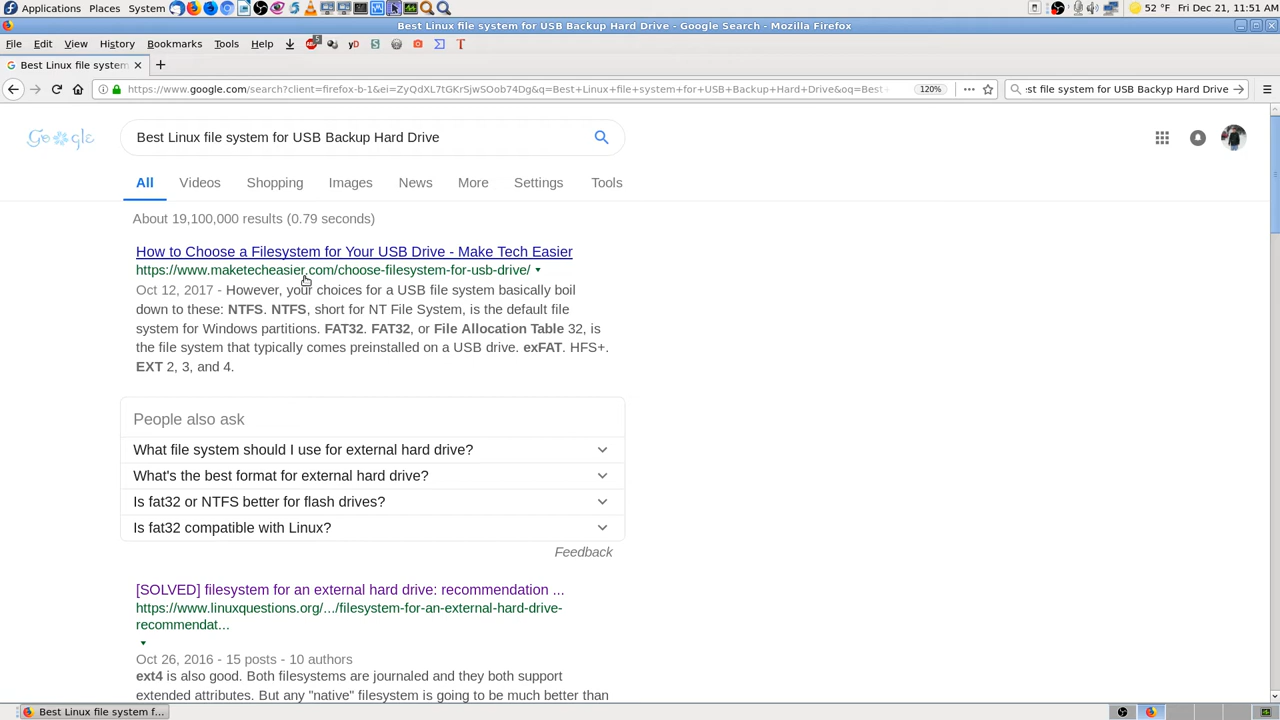 Applications Places System 52 °F Fri Dec 21, 11:51 AM
Best Linux file system for USB Backup Hard Drive - Google Search - Mozilla Firefox
File Edit View History Bookmarks Tools Help
Best Linux file system
https://www.google.com/search?client=firefox-b-1&ei=ZyQdXL7tGKrSjwSOob74Dg&q=Best+Linux+file+system+for+USB+Backup+Hard+Drive&oq=Best+ 120% est file system for USB Backyp Hard Drive
Google Best Linux file system for USB Backup Hard Drive
All Videos Shopping Images News More Settings Tools
About 19,100,000 results (0.79 seconds)
How to Choose a Filesystem for Your USB Drive - Make Tech Easier
https://www.maketecheasier.com/choose-filesystem-for-usb-drive/
Oct 12, 2017 - However, your choices for a USB file system basically boil
down to these: NTFS. NTFS, short for NT File System, is the default file
system for Windows partitions. FAT32. FAT32, or File Allocation Table 32, is
the file system that typically comes preinstalled on a USB drive. exFAT. HFS+.
EXT 2, 3, and 4.
People also ask
What file system should I use for external hard drive?
What's the best format for external hard drive?
Is fat32 or NTFS better for flash drives?
Is fat32 compatible with Linux?
Feedback
[SOLVED] filesystem for an external hard drive: recommendation ...
https://www.linuxquestions.org/.../filesystem-for-an-external-hard-drive-
recommendat...
Oct 26, 2016 - 15 posts - 10 authors
ext4 is also good. Both filesystems are journaled and they both support
extended attributes. But any "native" filesystem is going to be much better than
Best Linux file system f...